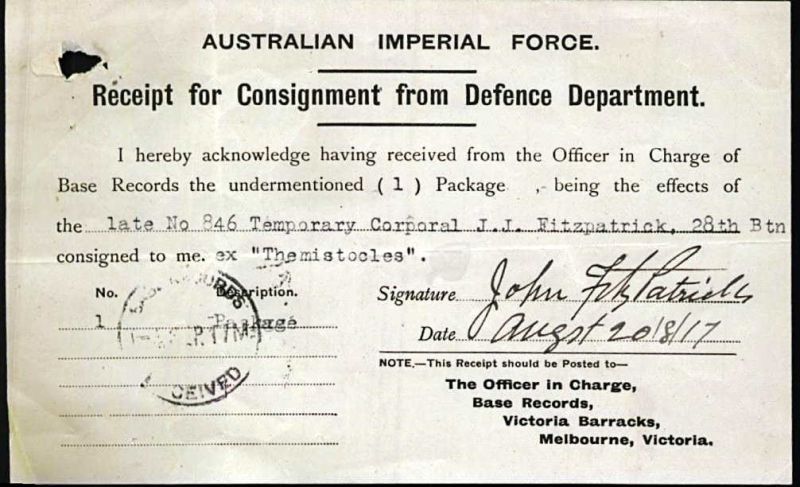 AUSTRALIAN IMPERIAL FORCE.
Receipt for Consignment from Defence Department.
I hereby acknowledge having received from the Officer in Charge of
Base Records the undermentioned (1) Package , being the effects of
the late No 846 Temporary Corporal J.J. Fitzpatrick, 28th Btn
consigned to me. ex "Themistocles".
No. Description.
1 Package
RECEIVED
Signature John FitzPatrick
Date Augst 20/8/17
NOTE.—This Receipt should be Posted to—
The Officer in Charge,
Base Records,
Victoria Barracks,
Melbourne, Victoria.